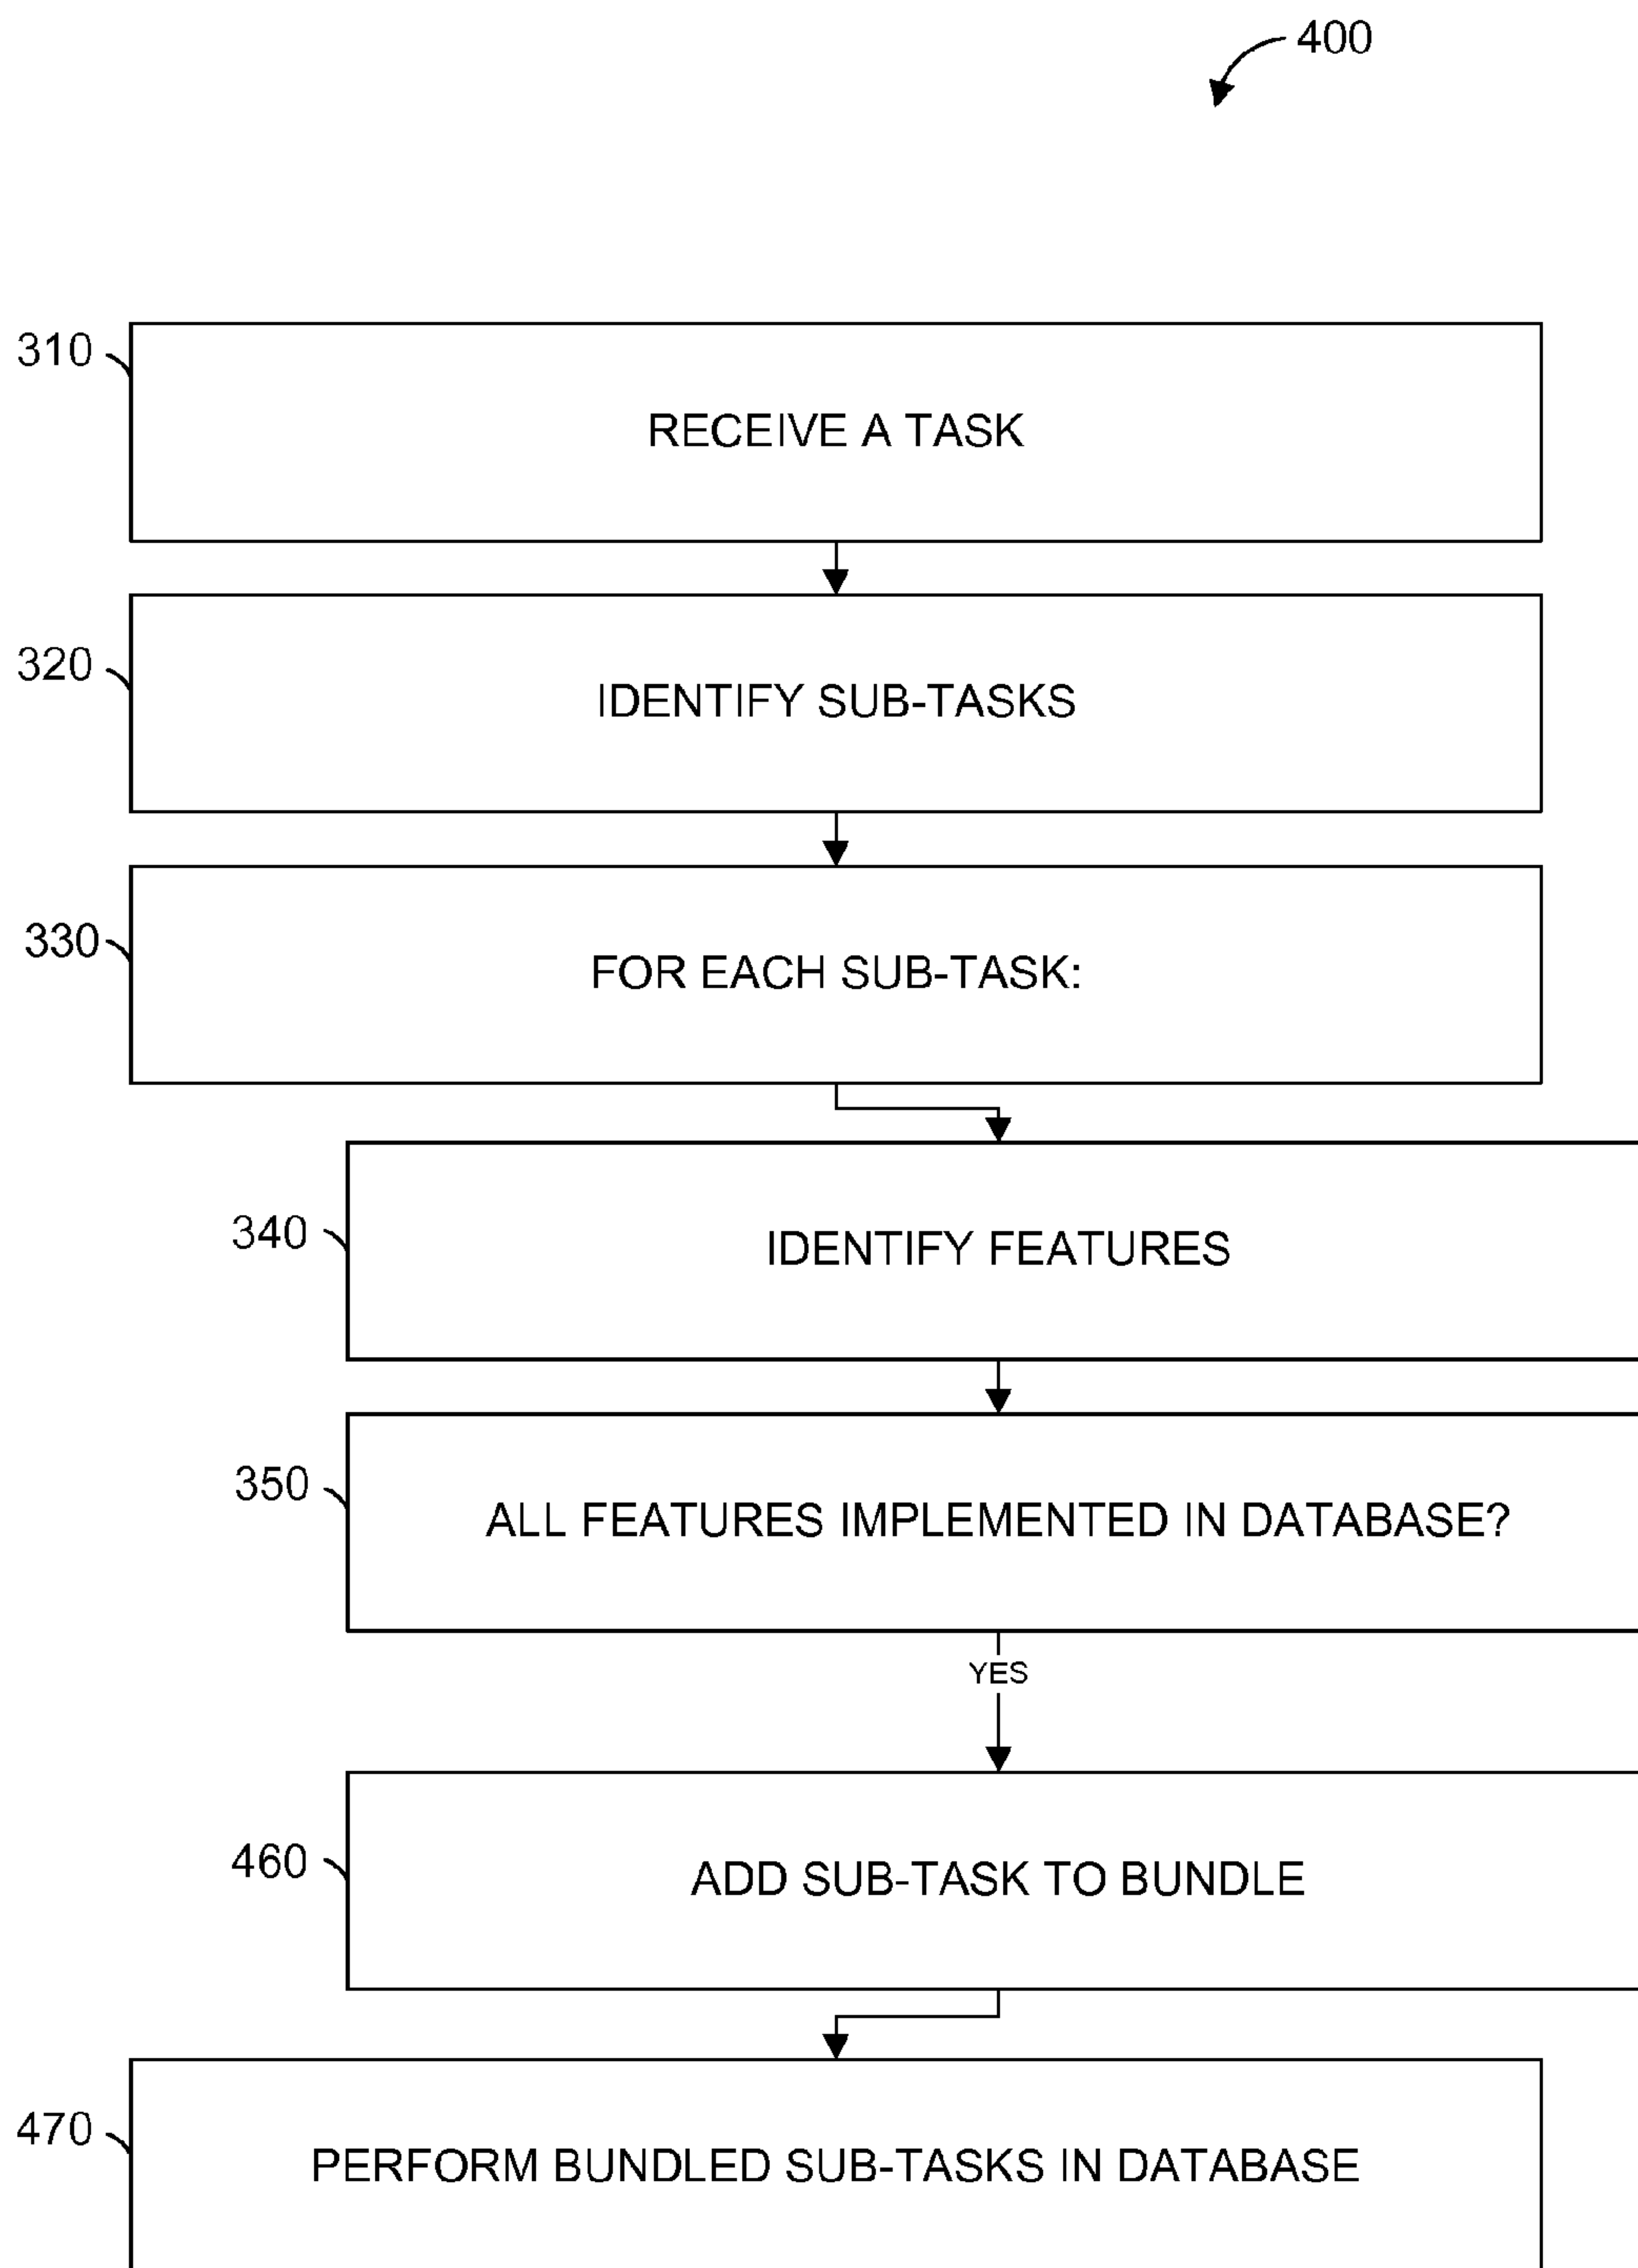 400
310
RECEIVE A TASK
320
IDENTIFY SUB-TASKS
330
FOR EACH SUB-TASK:
340
IDENTIFY FEATURES
350
ALL FEATURES IMPLEMENTED IN DATABASE?
YES
460
ADD SUB-TASK TO BUNDLE
470
PERFORM BUNDLED SUB-TASKS IN DATABASE